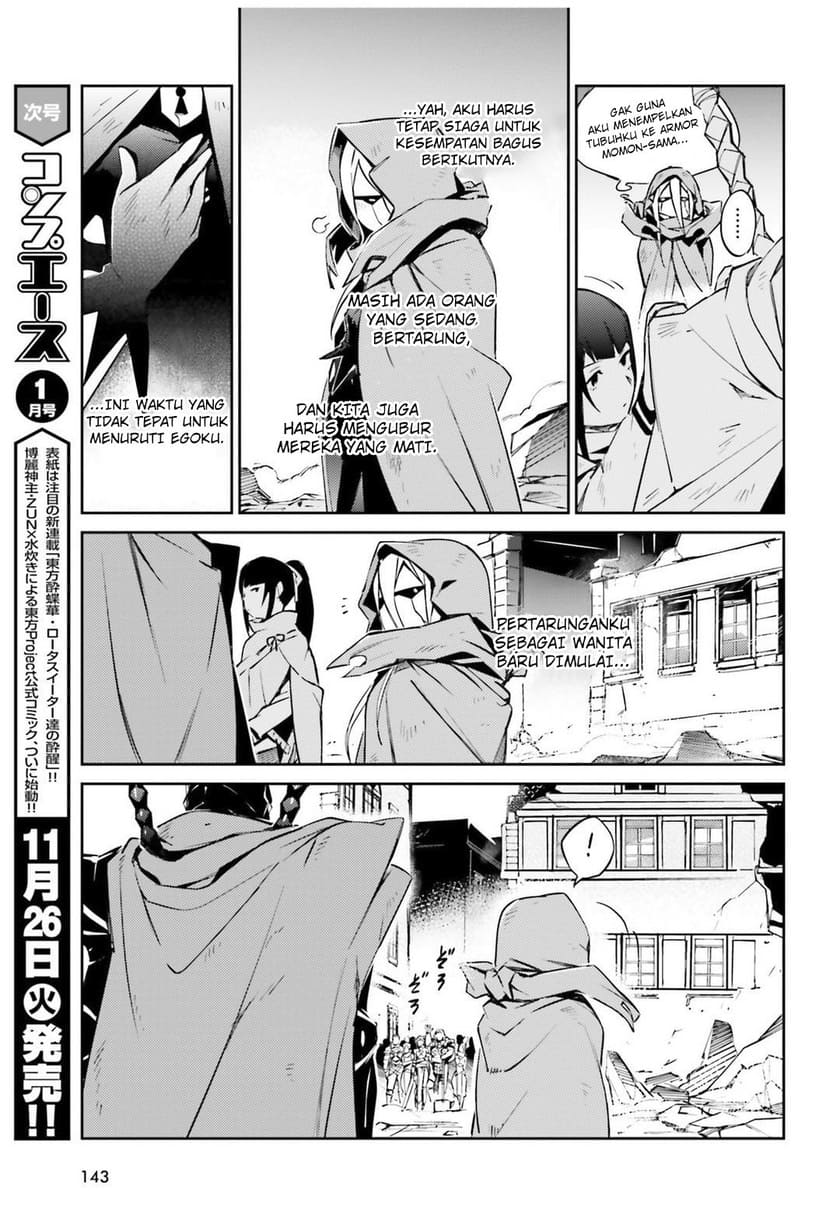 GAK GUNA
AKU MENEMPELKAN
TUBUHKU KE ARMOR
MOMON-SAMA...
......
...YAH, AKU HARUS
TETAP SIAGA UNTUK
KESEMPATAN BAGUS
BERIKUTNYA.
MASIH ADA ORANG
YANG SEDANG
BERTARUNG,
DAN KITA JUGA
HARUS MENGUBUR
MEREKA YANG MATI.
...INI WAKTU YANG
TIDAK TEPAT UNTUK
MENURUTI EGOKU.
PERTARUNGANKU
SEBAGAI WANITA
BARU DIMULAI...
!
ぞろ
ぞろ
次号
コンプエース
1
月号
表紙は注目の新連載「東方酔蝶華・ロータスイーター達の酔醒」!!
博麗神主・ZUN×水炊きによる東方Project公式コミック、ついに始動!!
11月26日㊋発売!!
143